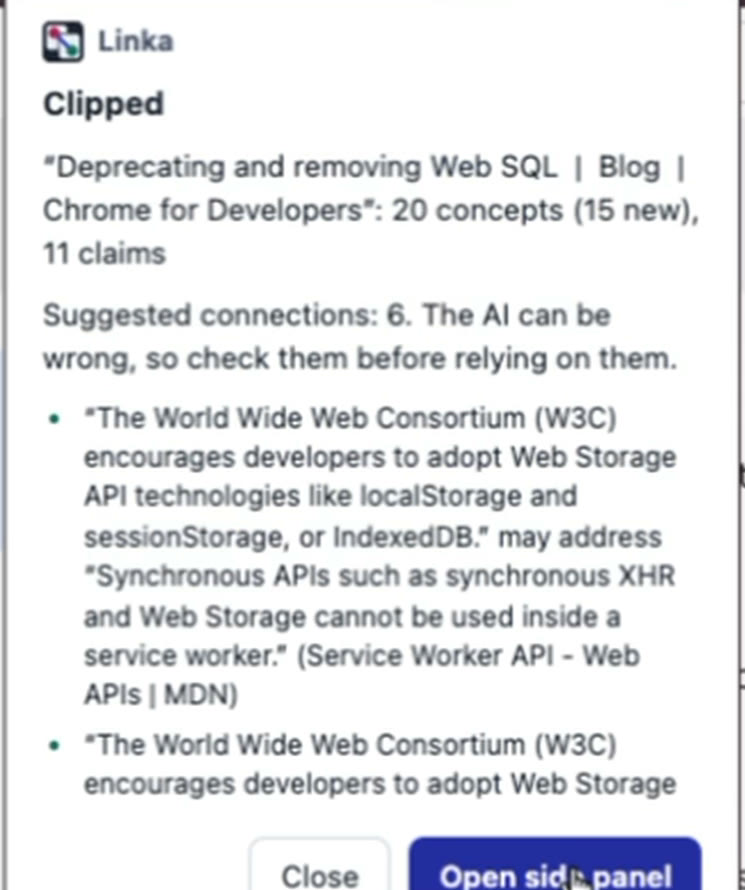 Linka
Clipped
“Deprecating and removing Web SQL | Blog |
Chrome for Developers”: 20 concepts (15 new),
11 claims
Suggested connections: 6. The AI can be
wrong, so check them before relying on them.
• “The World Wide Web Consortium (W3C)
encourages developers to adopt Web Storage
API technologies like localStorage and
sessionStorage, or IndexedDB.” may address
“Synchronous APIs such as synchronous XHR
and Web Storage cannot be used inside a
service worker.” (Service Worker API - Web
APIs | MDN)
• “The World Wide Web Consortium (W3C)
encourages developers to adopt Web Storage
Close
Open side panel